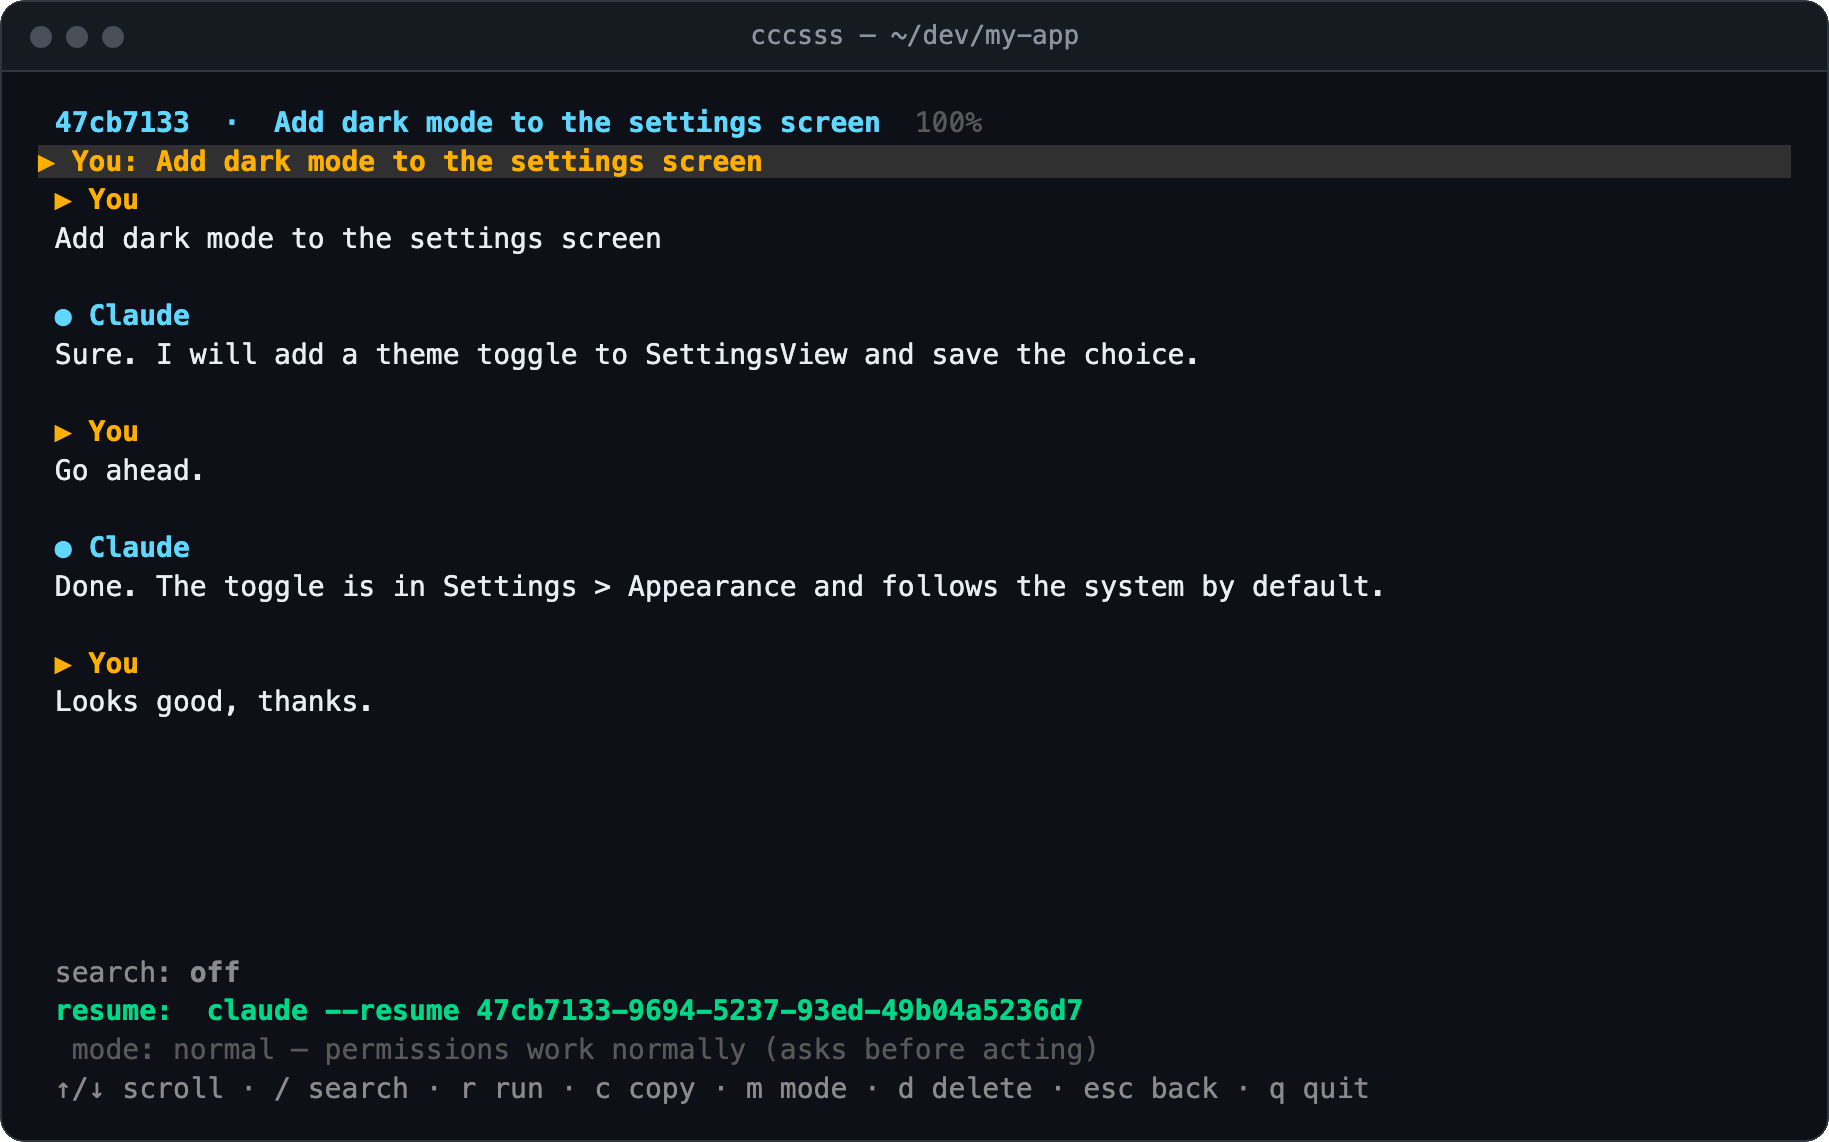 cccsss — ~/dev/my-app
47cb7133 · Add dark mode to the settings screen 100%
▶ You: Add dark mode to the settings screen
▶ You
Add dark mode to the settings screen
● Claude
Sure. I will add a theme toggle to SettingsView and save the choice.
▶ You
Go ahead.
● Claude
Done. The toggle is in Settings > Appearance and follows the system by default.
▶ You
Looks good, thanks.
search: off
resume: claude --resume 47cb7133-9694-5237-93ed-49b04a5236d7
mode: normal — permissions work normally (asks before acting)
↑/↓ scroll · / search · r run · c copy · m mode · d delete · esc back · q quit